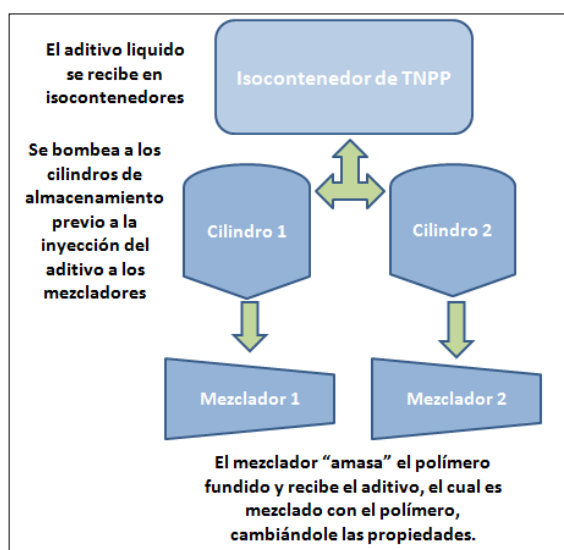 El aditivo liquido
se recibe en
isocontenedores
Isocontenedor de TNPP
Se bombea a los
cilindros de
almacenamiento
previo a la
inyección del
aditivo a los
mezcladores
Cilindro 1
Cilindro 2
Mezclador 1
Mezclador 2
El mezclador “amasa” el polímero
fundido y recibe el aditivo, el cual es
mezclado con el polímero,
cambiándole las propiedades.